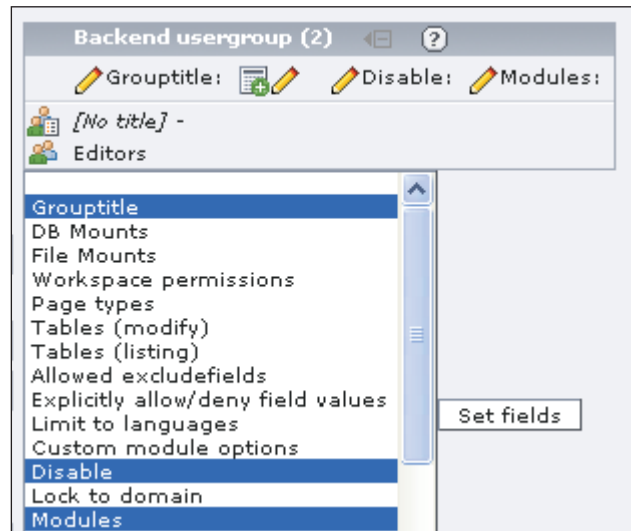 Backend usergroup (2) ?
Grouptitle: Disable: Modules:
[No title] -
Editors
Grouptitle
DB Mounts
File Mounts
Workspace permissions
Page types
Tables (modify)
Tables (listing)
Allowed excludefields
Explicitly allow/deny field values
Limit to languages
Set fields
Custom module options
Disable
Lock to domain
Modules